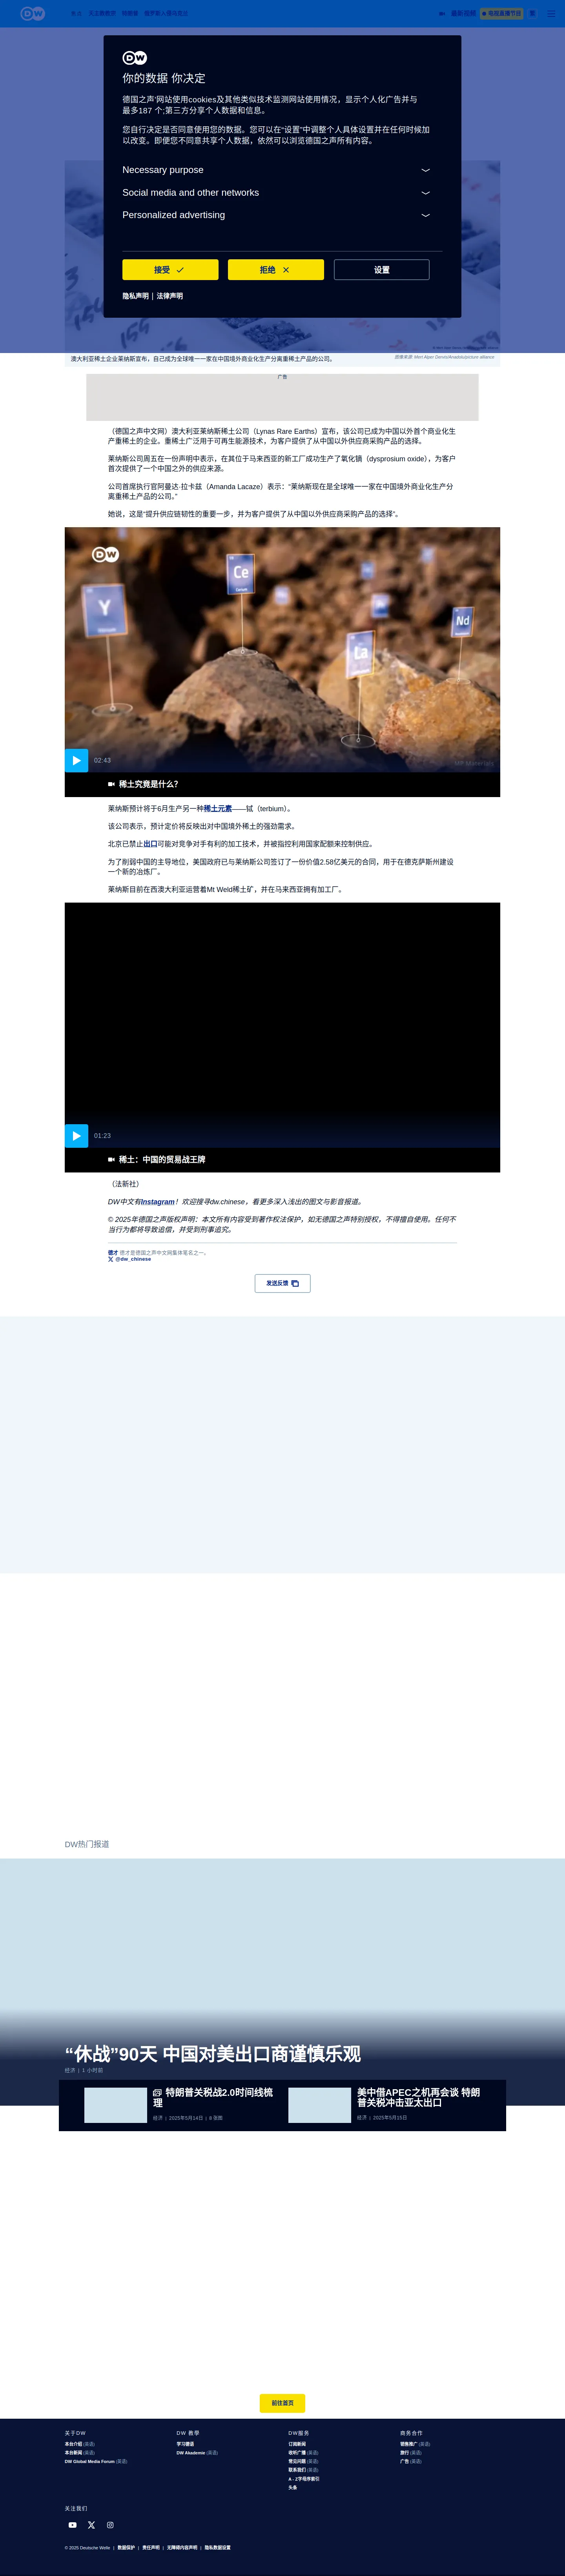 DW
你的数据 你决定
德国之声‘网站使用cookies及其他类似技术监测网站使用情况，显示个人化广告并与
最多187 个;第三方分享个人数据和信息。
您自行决定是否同意使用您的数据。您可以在“设置”中调整个人具体设置并在任何时候加
以改变。即便您不同意共享个人数据，依然可以浏览德国之声所有内容。
Necessary purpose
Social media and other networks
Personalized advertising
接受
拒绝
设置
隐私声明 | 法律声明
澳大利亚稀土企业莱纳斯宣布，自己成为全球唯一一家在中国境外商业化生产分离重稀土产品的公司。
图像来源: Mert Alper Dervis/Anadolu/picture alliance
广告
（德国之声中文网）澳大利亚莱纳斯稀土公司（Lynas Rare Earths）宣布，该公司已成为中国以外首个商业化生
产重稀土的企业。重稀土广泛用于可再生能源技术，为客户提供了从中国以外供应商采购产品的选择。
莱纳斯公司周五在一份声明中表示，在其位于马来西亚的新工厂成功生产了氧化镝（dysprosium oxide），为客户
首次提供了一个中国之外的供应来源。
公司首席执行官阿曼达·拉卡兹（Amanda Lacaze）表示：“莱纳斯现在是全球唯一一家在中国境外商业化生产分
离重稀土产品的公司。”
她说，这是“提升供应链韧性的重要一步，并为客户提供了从中国以外供应商采购产品的选择”。
DW
Y
Ce
La
Nd
02:43
MP Materials
稀土究竟是什么？
莱纳斯预计将于6月生产另一种稀土元素——铽（terbium）。
该公司表示，预计定价将反映出对中国境外稀土的强劲需求。
北京已禁止出口可能对竞争对手有利的加工技术，并被指控利用国家配额来控制供应。
为了削弱中国的主导地位，美国政府已与莱纳斯公司签订了一份价值2.58亿美元的合同，用于在德克萨斯州建设
一个新的冶炼厂。
莱纳斯目前在西澳大利亚运营着Mt Weld稀土矿，并在马来西亚拥有加工厂。
01:23
稀土：中国的贸易战王牌
（法新社）
DW中文有Instagram！欢迎搜寻dw.chinese，看更多深入浅出的图文与影音报道。
© 2025年德国之声版权声明：本文所有内容受到著作权法保护，如无德国之声特别授权，不得擅自使用。任何不
当行为都将导致追偿，并受到刑事追究。
德才 德才是德国之声中文网集体笔名之一。
@dw_chinese
发送反馈
DW热门报道
“休战”90天 中国对美出口商谨慎乐观
经济 | 1 小时前
特朗普关税战2.0时间线梳
理
经济 | 2025年5月14日 | 8 张图
美中借APEC之机再会谈 特朗
普关税冲击亚太出口
经济 | 2025年5月15日
前往首页
关于DW
本台介绍 (英语)
本台新闻 (英语)
DW Global Media Forum (英语)
DW 教学
学习德语
DW Akademie (英语)
DW服务
订阅新闻
收听广播 (英语)
常见问题 (英语)
联系我们 (英语)
A - Z字母序索引
头条
商务合作
销售推广 (英语)
旅行 (英语)
广告 (英语)
关注我们
© 2025 Deutsche Welle | 数据保护 | 责任声明 | 无障碍内容声明 | 隐私数据设置